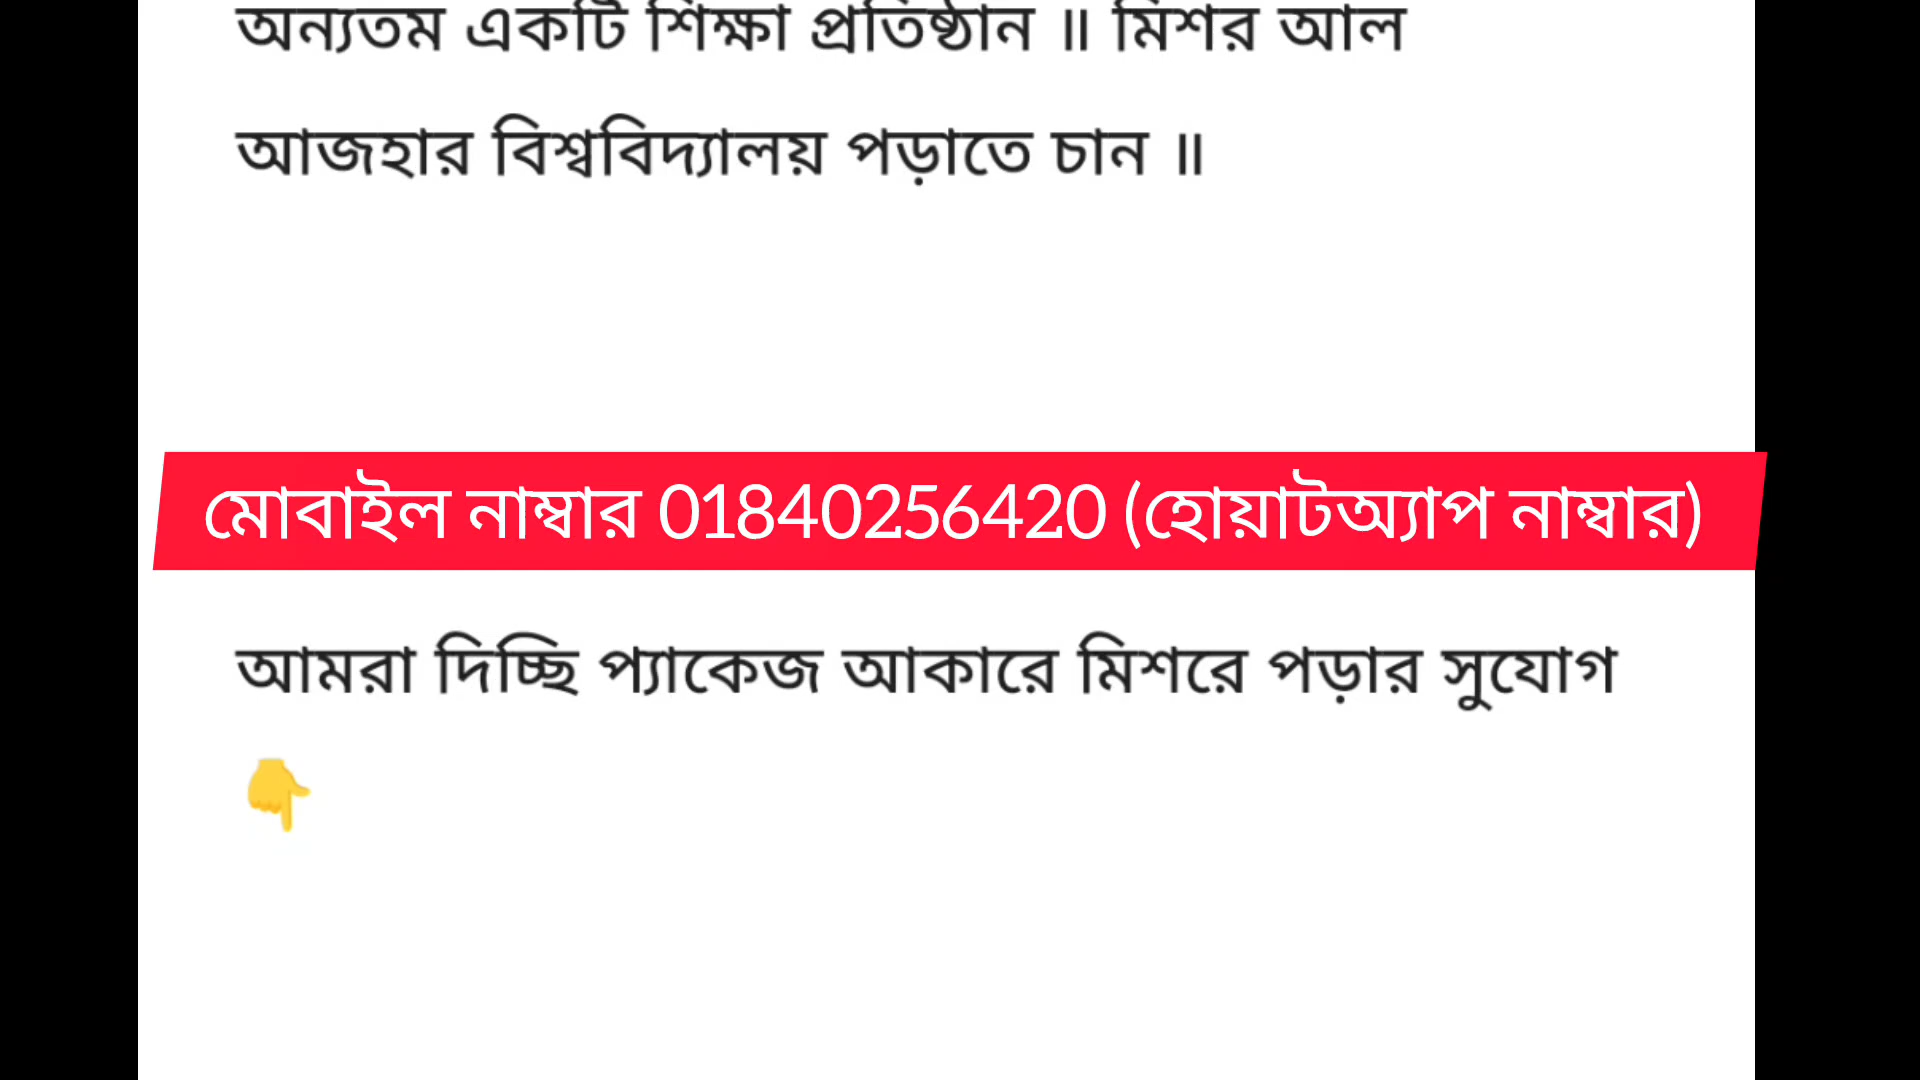 অন্যতম একটি শিক্ষা প্রতিষ্ঠান ॥ মিশর আল
আজহার বিশ্ববিদ্যালয় পড়াতে চান ॥
মোবাইল নাম্বার 01840256420 (হোয়াটঅ্যাপ নাম্বার)
আমরা দিচ্ছি প্যাকেজ আকারে মিশরে পড়ার সুযোগ
👇